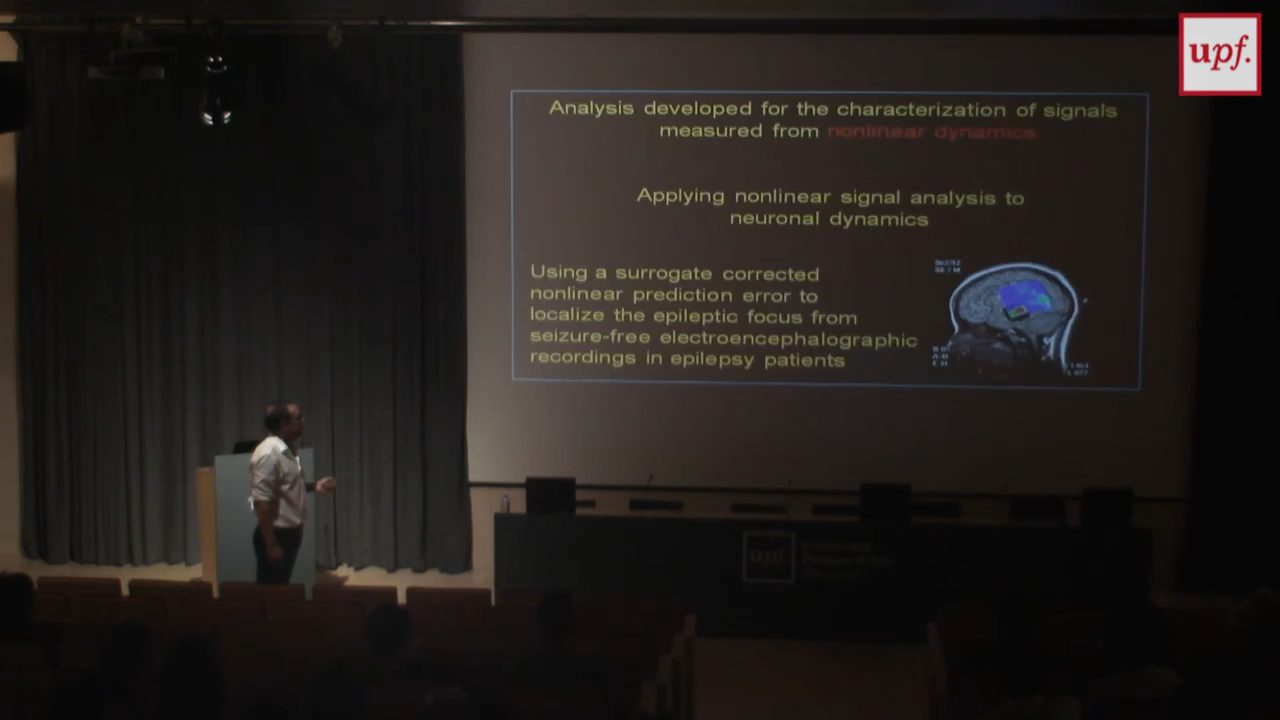 upf.
Analysis developed for the characterization of signals
measured from nonlinear dynamics
Applying nonlinear signal analysis to
neuronal dynamics
Using a surrogate corrected
nonlinear prediction error to
localize the epileptic focus from
seizure-free electroencephalographic
recordings in epilepsy patients
upf.